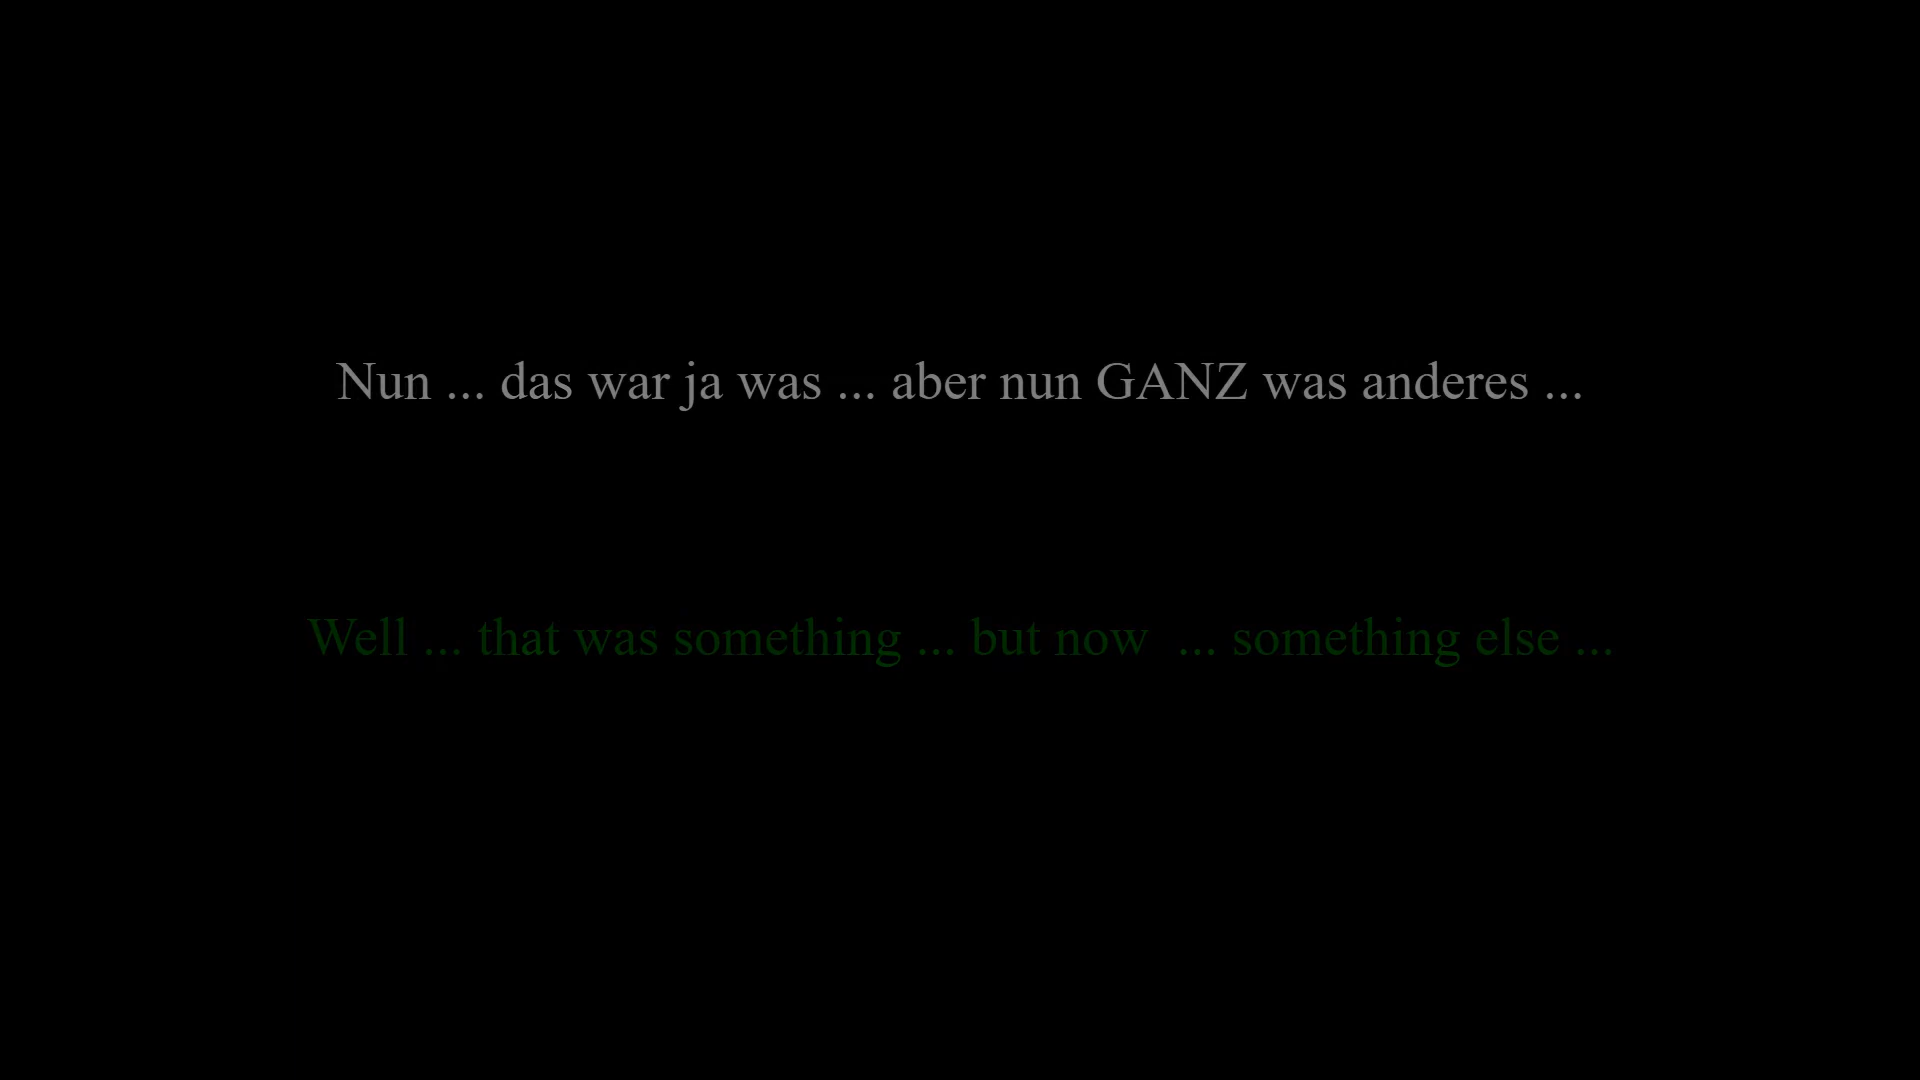 Nun ... das war ja was ... aber nun GANZ was anderes ...
Well ... that was something ... but now  ... something else ...